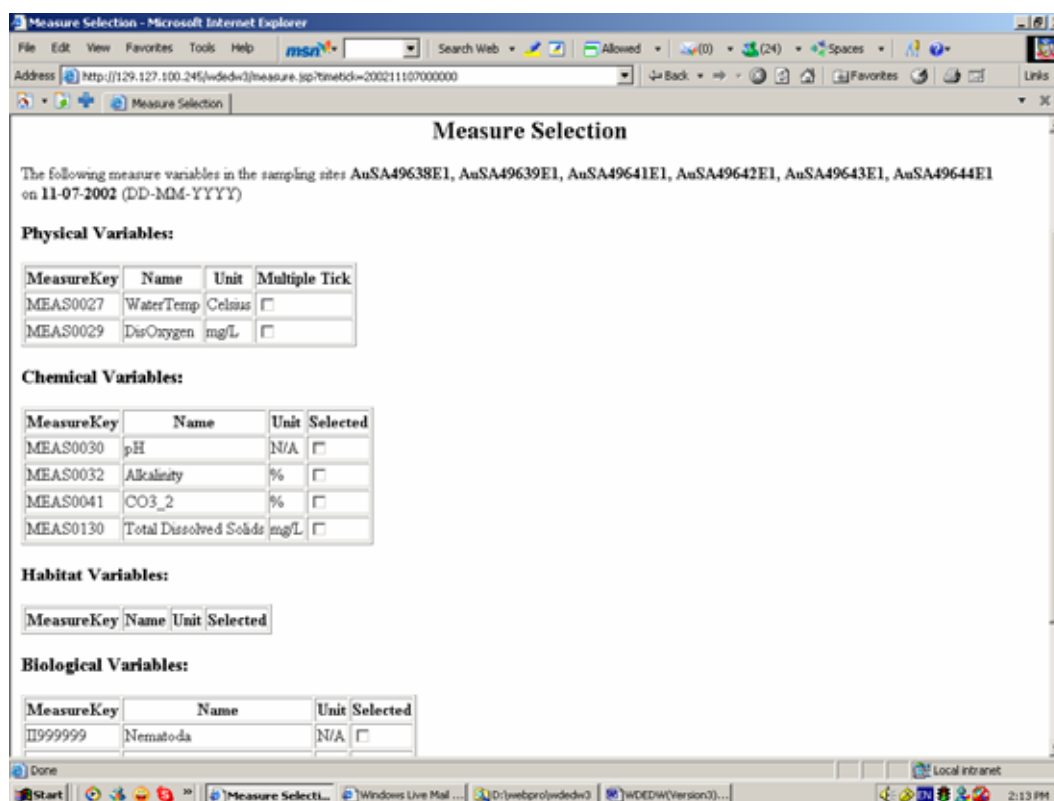 Measure Selection - Microsoft Internet Explorer
File Edit View Favorites Tools Help msn Search Web Allowed (0) (24) Spaces
Address http://129.127.100.245/wdedw3/measure.jsp?timetick=200211107000000 Back Favorites Links
Measure Selection
Measure Selection
The following measure variables in the sampling sites AuSA49638E1, AuSA49639E1, AuSA49641E1, AuSA49642E1, AuSA49643E1, AuSA49644E1
on 11-07-2002 (DD-MM-YYYY)
Physical Variables:
MeasureKey Name Unit Multiple Tick
MEAS0027 WaterTemp Celsius
MEAS0029 DisOxygen mg/L
Chemical Variables:
MeasureKey Name Unit Selected
MEAS0030 pH N/A
MEAS0032 Alkalinity %
MEAS0041 CO3_2 %
MEAS0130 Total Dissolved Solids mg/L
Habitat Variables:
MeasureKey Name Unit Selected
Biological Variables:
MeasureKey Name Unit Selected
II999999 Nematoda N/A
Done Local intranet
Start Measure Selecti... Windows Live Mail ... D:\webpro\wdedw3 WDEDW(Version3)... EN 2:13 PM